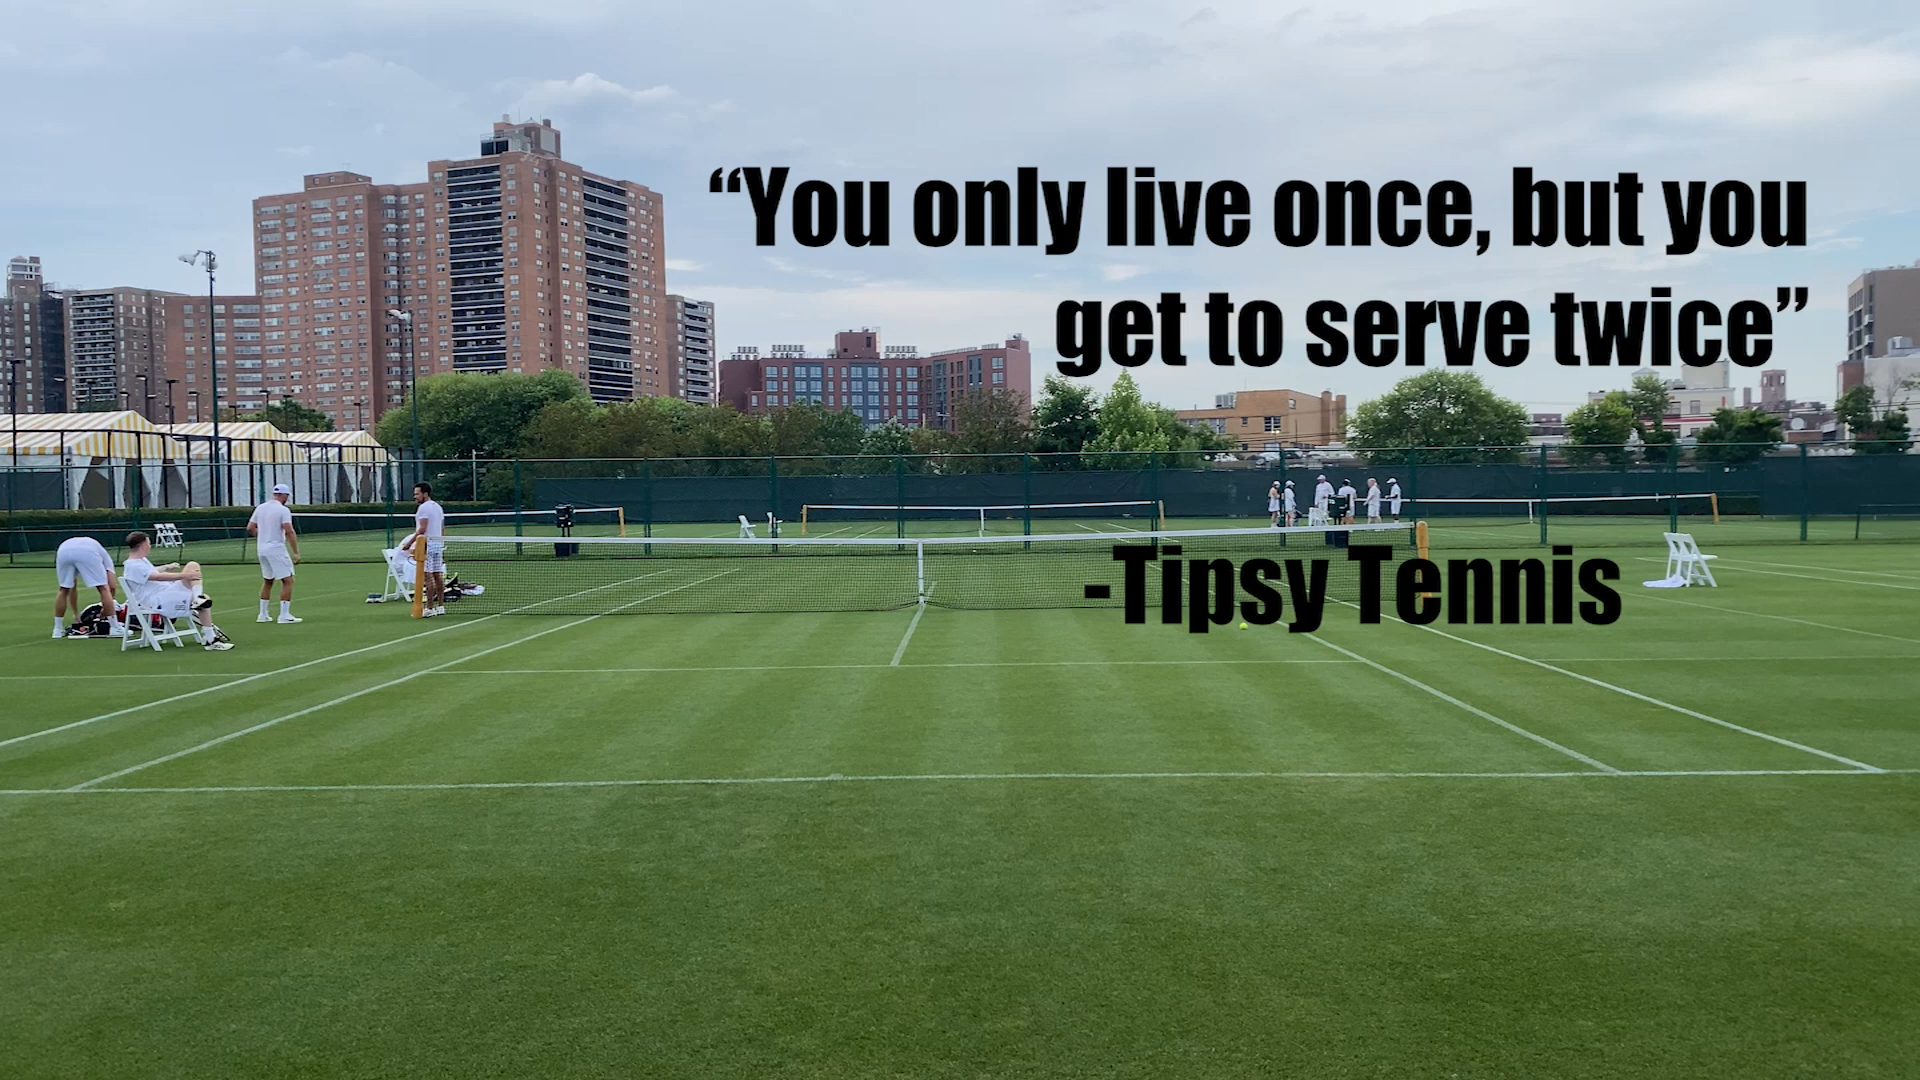 “You only live once, but you
get to serve twice”
-Tipsy Tennis